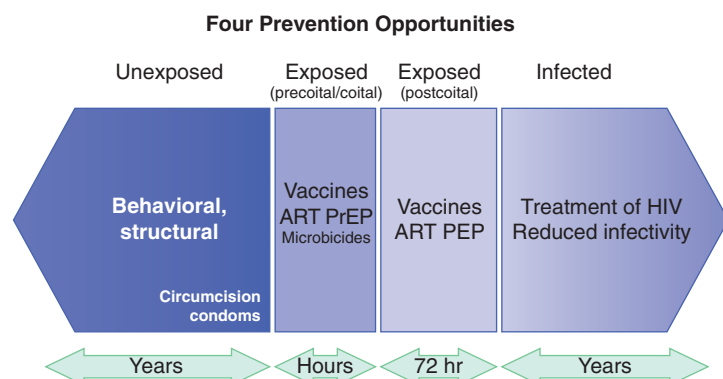 Four Prevention Opportunities
Unexposed
Exposed
(precoital/coital)
Exposed
(postcoital)
Infected
Behavioral,
structural
Circumcision
condoms
Vaccines
ART PrEP
Microbicides
Vaccines
ART PEP
Treatment of HIV
Reduced infectivity
Years
Hours
72 hr
Years